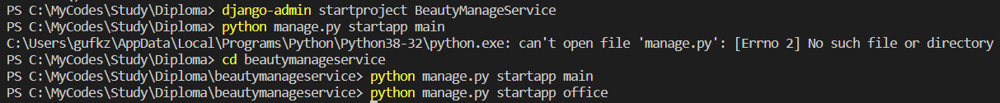 PS C:\MyCodes\Study\Diploma> django-admin startproject BeautyManageService
PS C:\MyCodes\Study\Diploma> python manage.py startapp main
C:\Users\gufkz\AppData\Local\Programs\Python\Python38-32\python.exe: can't open file 'manage.py': [Errno 2] No such file or directory
PS C:\MyCodes\Study\Diploma> cd beautymanageservice
PS C:\MyCodes\Study\Diploma\beautymanageservice> python manage.py startapp main
PS C:\MyCodes\Study\Diploma\beautymanageservice> python manage.py startapp office